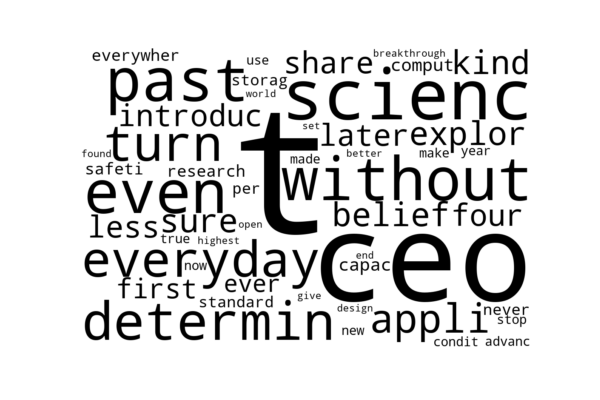 everywher use breakthrough
past storag share comput kind
world scienc
introduc t set later explor
turn made better make year
found safeti research without
even per belief four
less sure open
true highest end
everyday now capac ceo
first ever give
standard design never
determin new appli stop
condit advanc